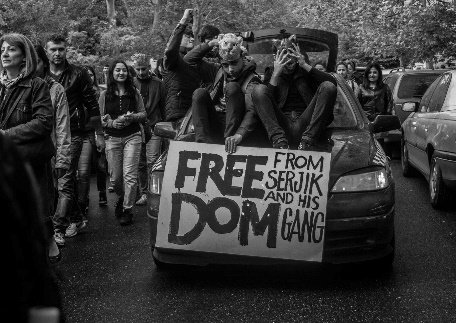 FREE
DOM
FROM
SERJIK
AND HIS
GANG